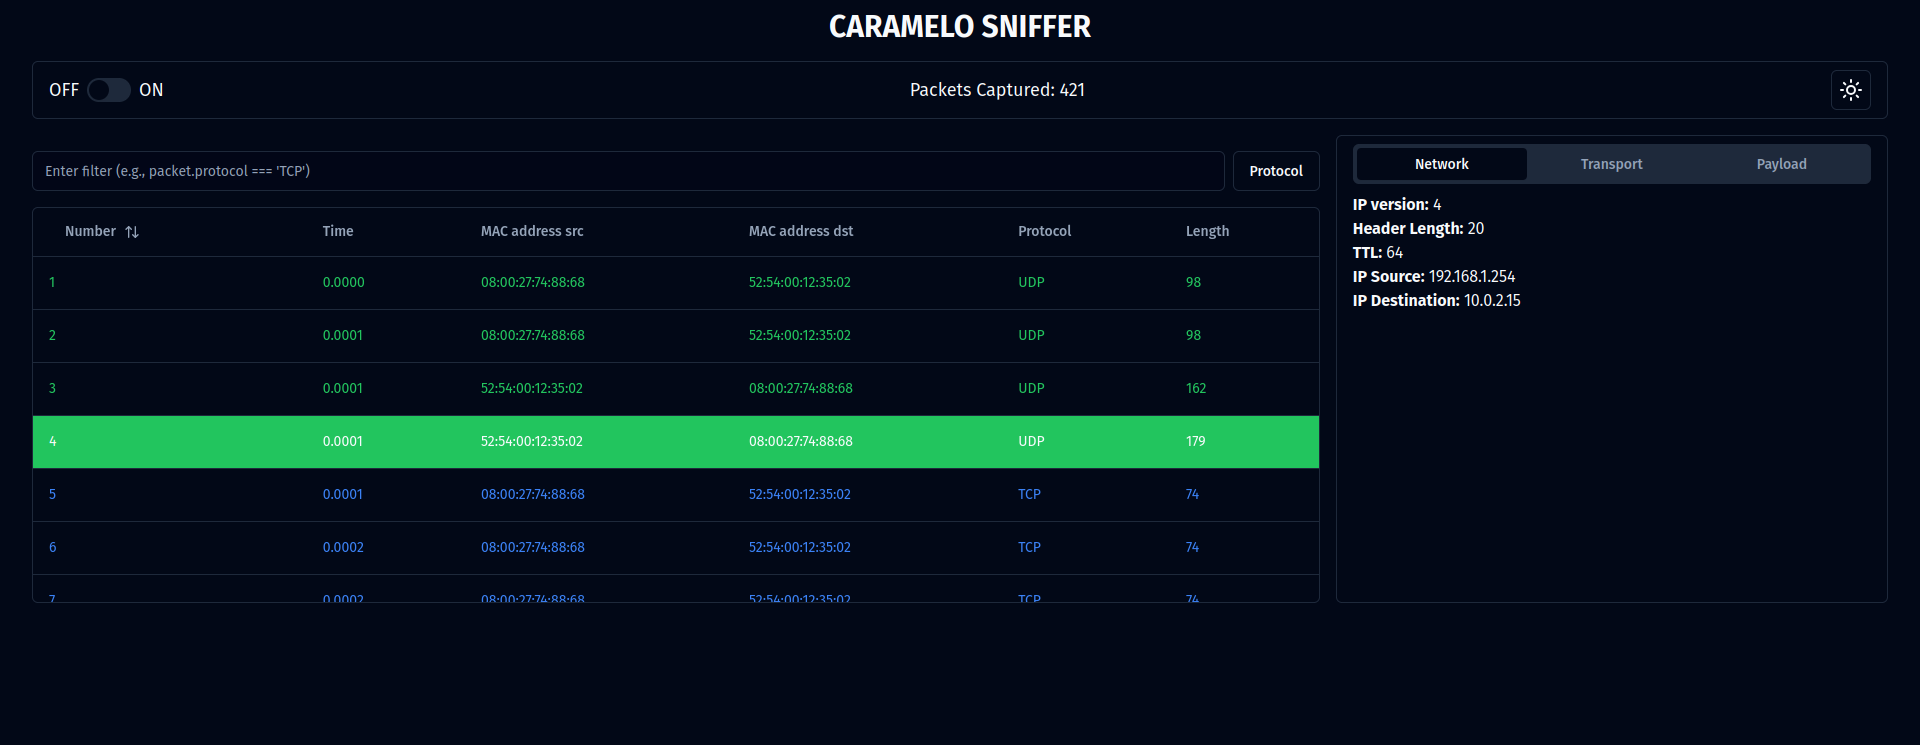 CARAMELO SNIFFER
OFF ON
Packets Captured: 421
Enter filter (e.g., packet.protocol === 'TCP')
Protocol
Number Time MAC address src MAC address dst Protocol Length
1 0.0000 08:00:27:74:88:68 52:54:00:12:35:02 UDP 98
2 0.0001 08:00:27:74:88:68 52:54:00:12:35:02 UDP 98
3 0.0001 52:54:00:12:35:02 08:00:27:74:88:68 UDP 162
4 0.0001 52:54:00:12:35:02 08:00:27:74:88:68 UDP 179
5 0.0001 08:00:27:74:88:68 52:54:00:12:35:02 TCP 74
6 0.0002 08:00:27:74:88:68 52:54:00:12:35:02 TCP 74
7 0.0002 08:00:27:74:88:68 52:54:00:12:35:02 TCP 74
Network Transport Payload
IP version: 4
Header Length: 20
TTL: 64
IP Source: 192.168.1.254
IP Destination: 10.0.2.15